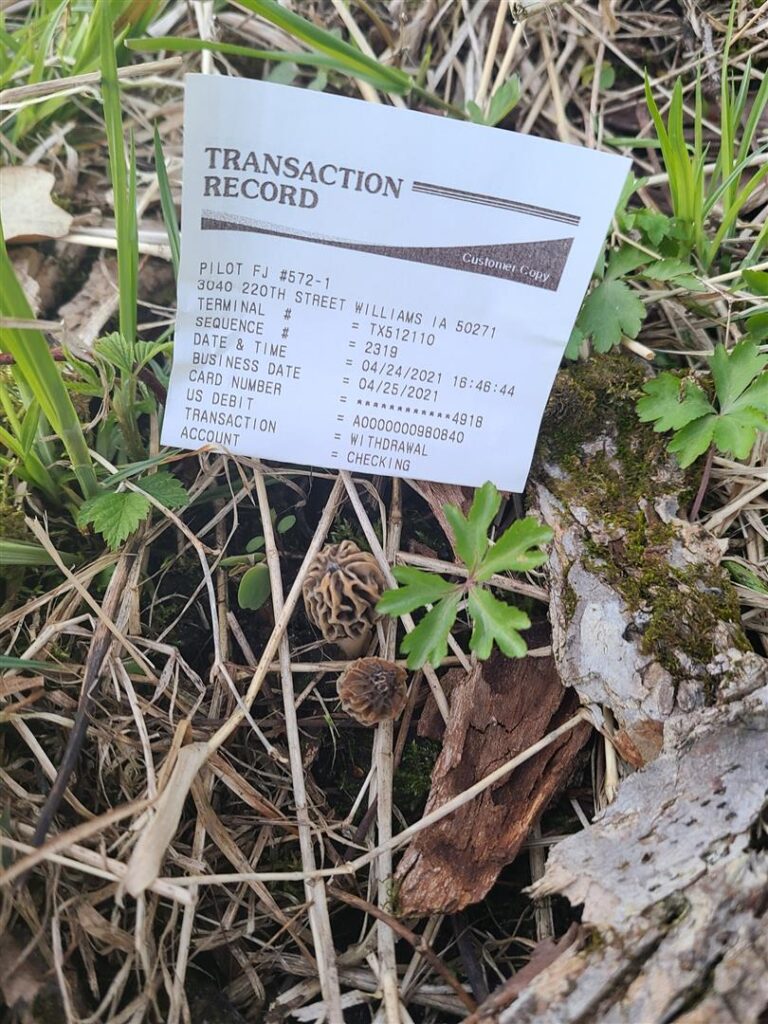 TRANSACTION
RECORD
Customer Copy
PILOT FJ #572-1
3040 220TH STREET WILLIAMS IA 50271
TERMINAL # = TX512110
SEQUENCE # = 2319
DATE & TIME = 04/24/2021 16:46:44
BUSINESS DATE = 04/25/2021
CARD NUMBER = ************4918
US DEBIT = A0000000980840
TRANSACTION = WITHDRAWAL
ACCOUNT = CHECKING